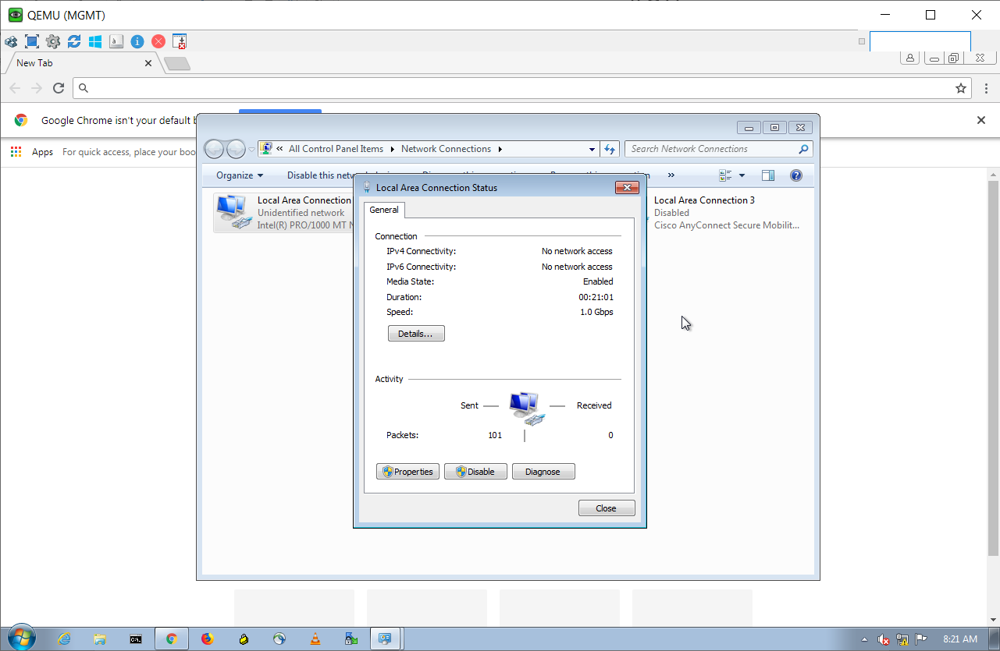 QEMU (MGMT)
New Tab
Google Chrome isn't your default b
Apps For quick access, place your boo
All Control Panel Items Network Connections
Search Network Connections
Organize Disable this netw
Local Area Connection
Unidentified network
Intel(R) PRO/1000 MT N
Local Area Connection 3
Disabled
Cisco AnyConnect Secure Mobilit...
Local Area Connection Status
General
Connection
IPv4 Connectivity: No network access
IPv6 Connectivity: No network access
Media State: Enabled
Duration: 00:21:01
Speed: 1.0 Gbps
Details...
Activity
Sent Received
Packets: 101 0
Properties Disable Diagnose
Close
8:21 AM